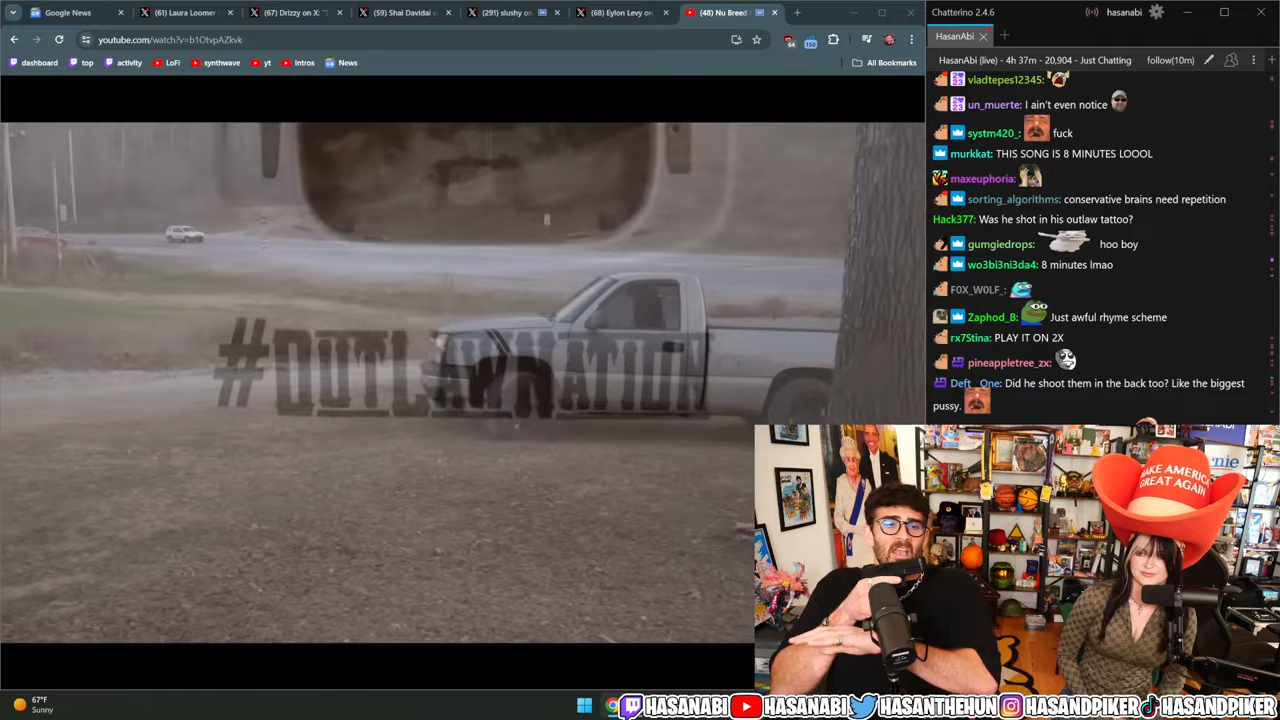 Google News
(61) Laura Loomer
(67) Drizzy on X: "
(59) Shai Davidai
(291) slushy on
(68) Eylon Levy on
(48) Nu Breed
youtube.com/watch?v=b1OtvpAZkvk
64
150
dashboard
top
activity
LoFi
synthwave
yt
intros
News
All Bookmarks
Chatterino 2.4.6
hasanabi
HasanAbi
HasanAbi (live) - 4h 37m - 20,904 - Just Chatting
follow(10m)
vladtepes12345:
un_muerte: I ain't even notice
systm420_: fuck
murkkat: THIS SONG IS 8 MINUTES LOOOL
maxeuphoria:
sorting_algorithms: conservative brains need repetition
Hack377: Was he shot in his outlaw tattoo?
gumgiedrops: hoo boy
wo3bi3ni3da4: 8 minutes lmao
F0X_W0LF_:
Zaphod_B: Just awful rhyme scheme
rx7Stina: PLAY IT ON 2X
pineappletree_zx:
Deft_One: Did he shoot them in the back too? Like the biggest
pussy.
#OUTLAWNATION
MAKE AMERICA
GREAT AGAIN
67°F
Sunny
HASANABI
HASANABI
HASANTHEHUN
HASANDPIKER
HASANDPIKER